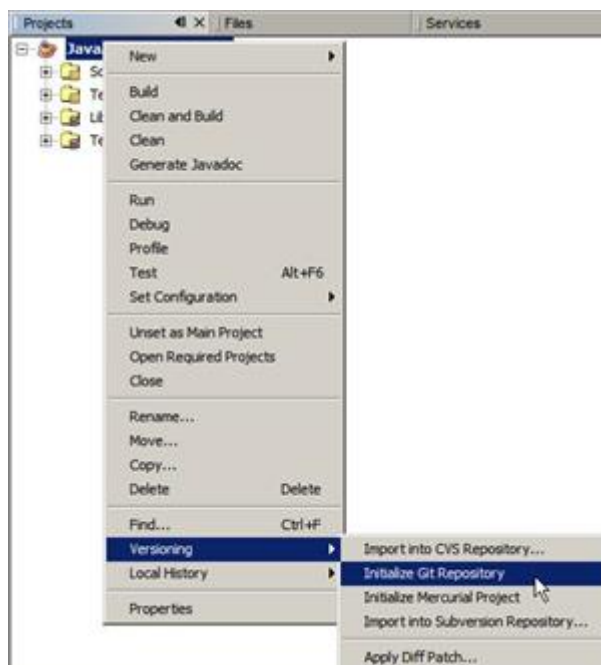 Projects Files Services
Java
New
Build
Clean and Build
Clean
Generate Javadoc
Run
Debug
Profile
Test Alt+F6
Set Configuration
Unset as Main Project
Open Required Projects
Close
Rename...
Move...
Copy...
Delete Delete
Find... Ctrl+F
Versioning
Local History
Properties
Import into CVS Repository...
Initialize Git Repository
Initialize Mercurial Project
Import into Subversion Repository...
Apply Diff Patch...